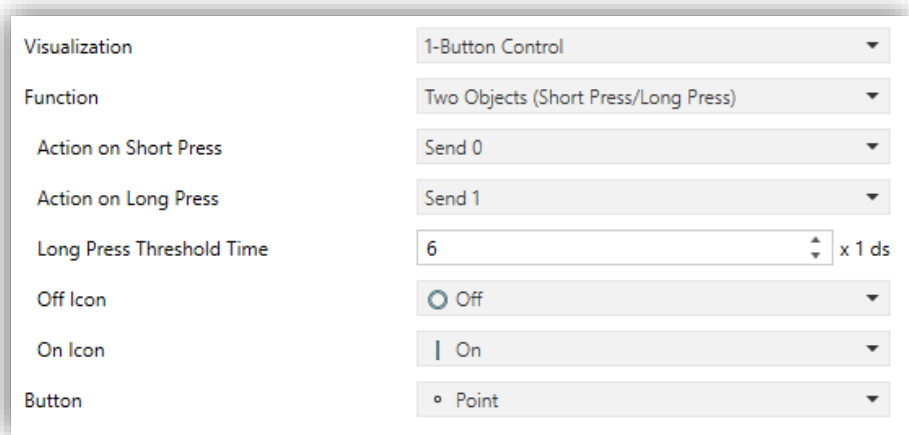 Visualization 1-Button Control
Function Two Objects (Short Press/Long Press)
Action on Short Press Send 0
Action on Long Press Send 1
Long Press Threshold Time 6 x 1 ds
Off Icon Off
On Icon On
Button Point